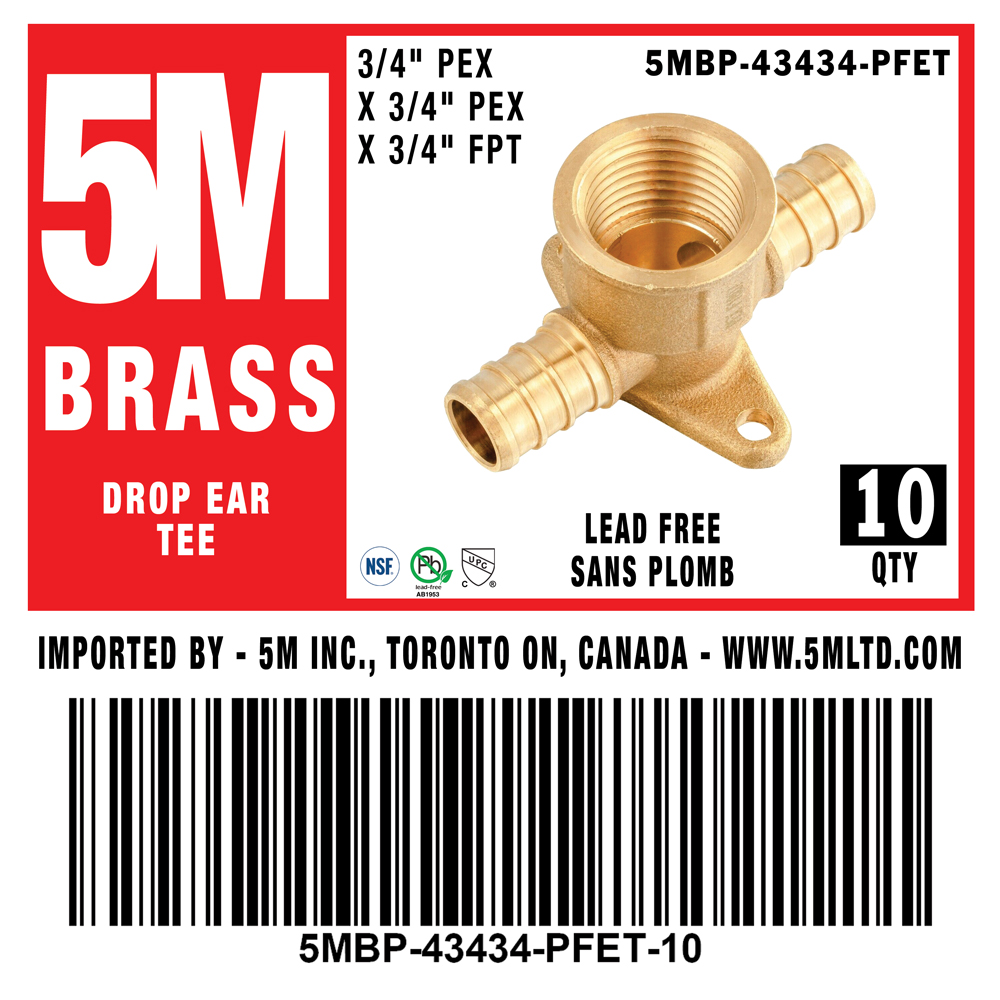 5M
BRASS
DROP EAR
TEE
3/4" PEX
X 3/4" PEX
X 3/4" FPT
5MBP-43434-PFET
LEAD FREE
SANS PLOMB
10
QTY
NSF.
Pb
lead-free
AB1953
UPC
C ®
IMPORTED BY - 5M INC., TORONTO ON, CANADA - WWW.5MLTD.COM
5MBP-43434-PFET-10